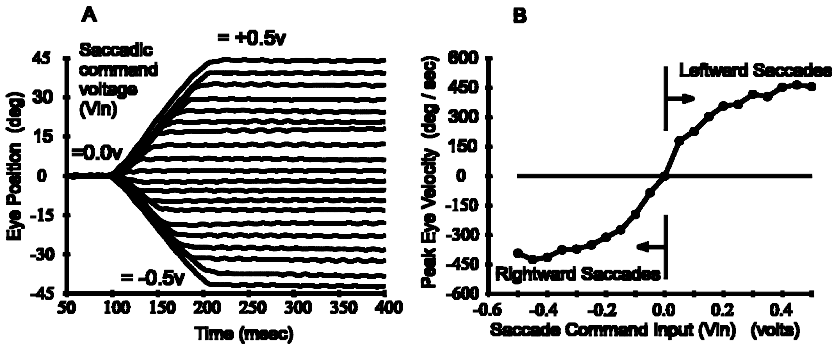 A
= +0.5v
Saccadic
command
voltage
(Vin)
=0.0v
= -0.5v
45
30
15
0
-15
-30
-45
Eye Position (deg)
50 100 150 200 250 300 400
Time (msec)
B
600
450
300
150
0
-150
-300
-450
-600
Peak Eye Velocity (deg / sec)
Leftward Saccades
Rightward Saccades
-0.6 -0.4 -0.2 0.0 0.2 0.4
Saccade Command Input (Vin) (volts)